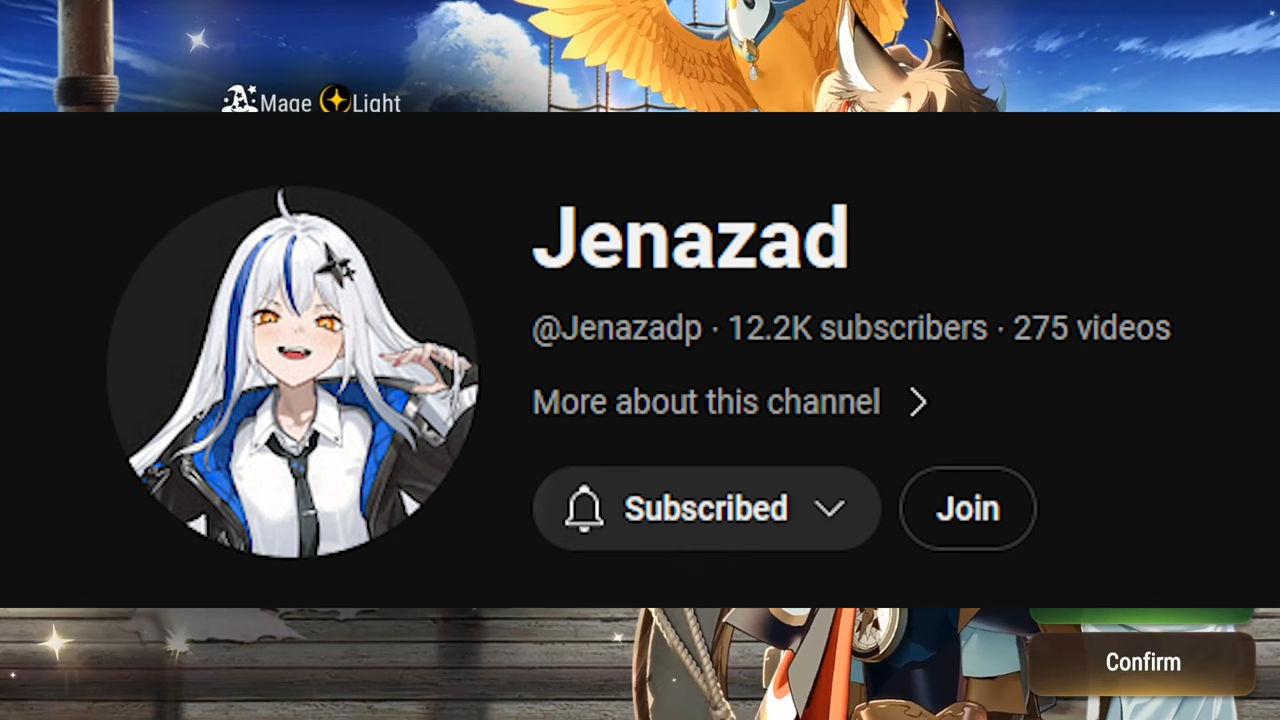 Mage Light
Jenazad
@Jenazadp · 12.2K subscribers · 275 videos
More about this channel
Subscribed
Join
Confirm